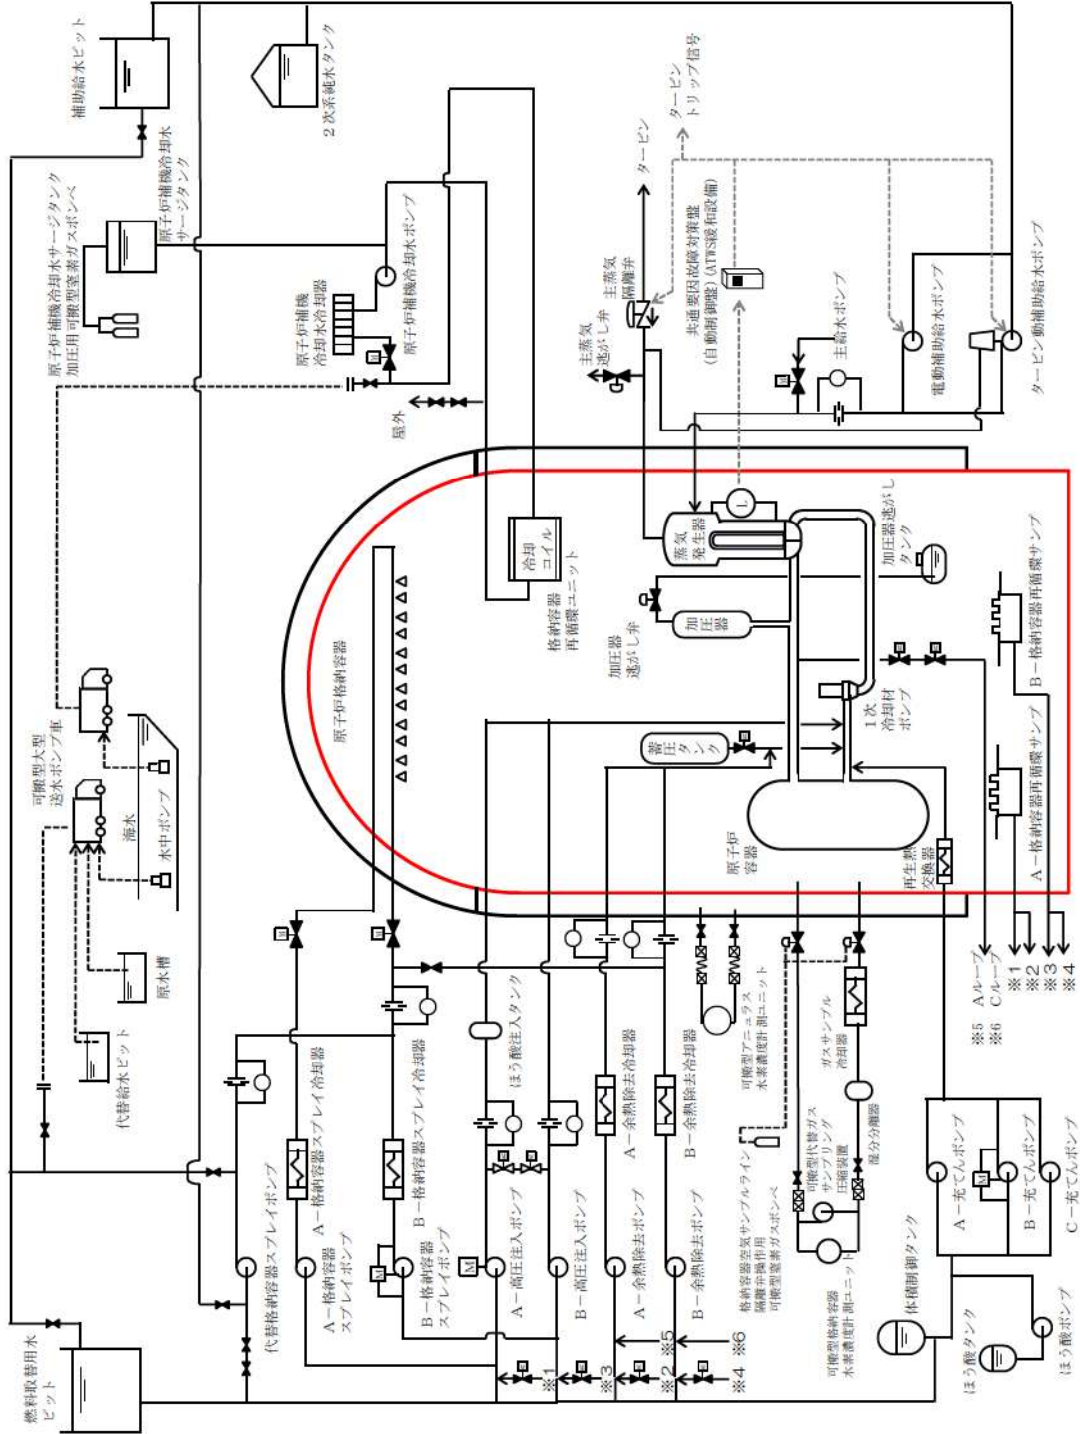 燃料取替用水
ピット
代替給水ピット
原水槽
可搬型大型
送水ポンプ車
海水
水中ポンプ
原子炉補機冷却水サージタンク
加圧用可搬型窒素ガスボンベ
原子炉補機冷却水
サージタンク
補助給水ピット
2次系純水タンク
代替格納容器スプレイポンプ
A-格納容器スプレイ冷却器
A-格納容器
スプレイポンプ
B-格納容器スプレイ冷却器
B-格納容器
スプレイポンプ
原子炉格納容器
屋外
原子炉補機
冷却水冷却器
原子炉補機冷却水ポンプ
M
M
M
M
M
冷却
コイル
格納容器
再循環ユニット
ほう酸注入タンク
A-高圧注入ポンプ
B-高圧注入ポンプ
A-余熱除去冷却器
A-余熱除去ポンプ
B-余熱除去冷却器
B-余熱除去ポンプ
※1
※3
※2
※5
※4
※6
主蒸気
逃がし弁
主蒸気
隔離弁
タービン
タービン
トリップ信号
共通要因故障対策盤
(自動制御盤)(ATWS緩和設備)
主給水ポンプ
M
電動補助給水ポンプ
タービン動補助給水ポンプ
加圧器
逃がし弁
加圧器
蒸気
発生器
L
加圧器逃がし
タンク
蓄圧タンク
1次
冷却材
ポンプ
原子炉
容器
再生熱
交換器
可搬型アニュラス
水素濃度計測ユニット
格納容器空気サンプルライン
隔離弁操作用
可搬型窒素ガスボンベ
可搬型代替ガス
サンプリング
圧縮装置
可搬型格納容器
水素濃度計測ユニット
ガスサンプル
冷却器
湿分分離器
体積制御タンク
A-充てんポンプ
M
B-充てんポンプ
C-充てんポンプ
ほう酸タンク
ほう酸ポンプ
A-格納容器再循環サンプ
B-格納容器再循環サンプ
※5 Aループ
※6 Cループ
※1
※2
※3
※4